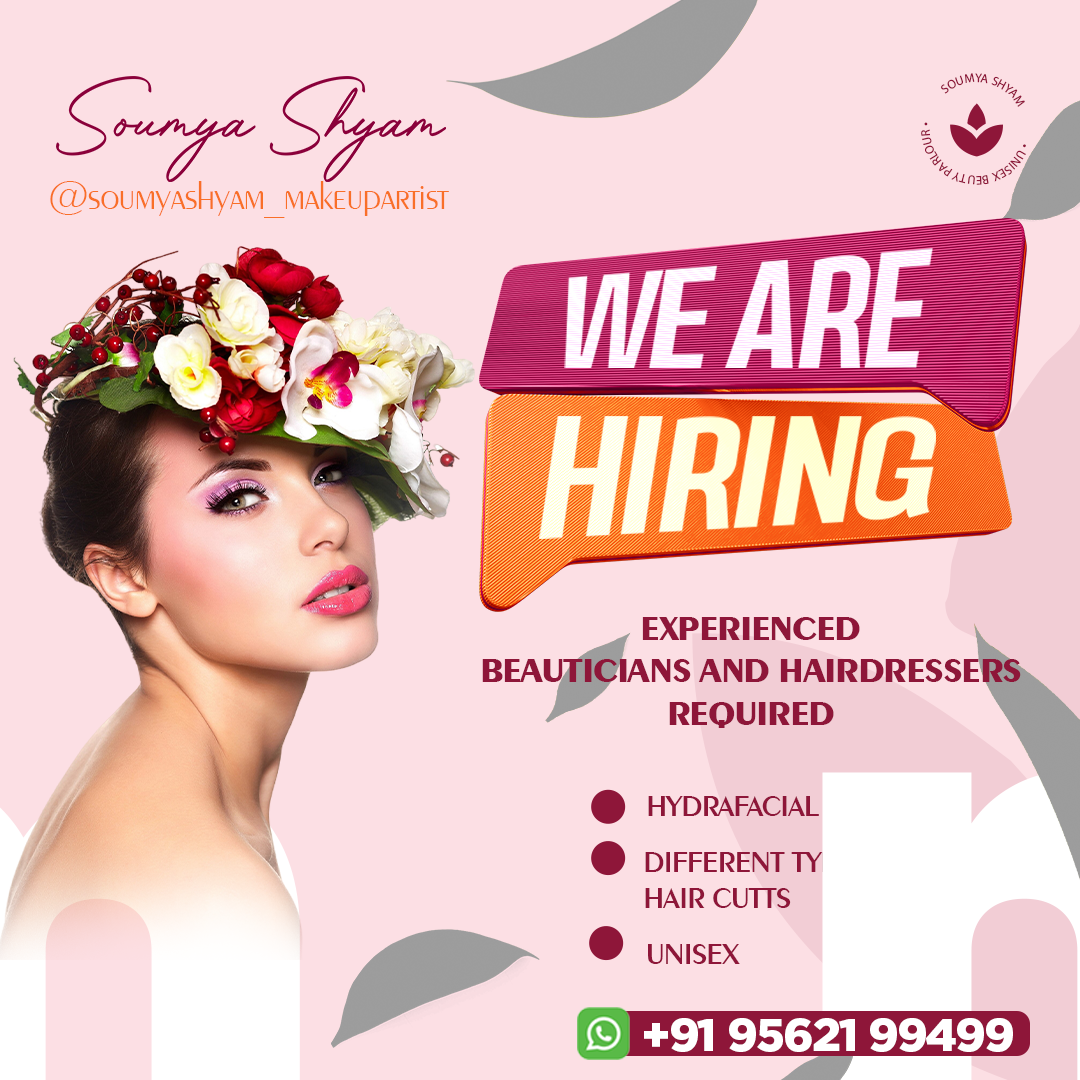 Soumya Shyam
@soumyashyam_makeupartist
SOUMYA SHYAM
• UNISEX BEUTY PARLOUR •
WE ARE
HIRING
EXPERIENCED
BEAUTICIANS AND HAIRDRESSERS
REQUIRED
HYDRAFACIAL
DIFFERENT TY
HAIR CUTTS
UNISEX
+91 95621 99499